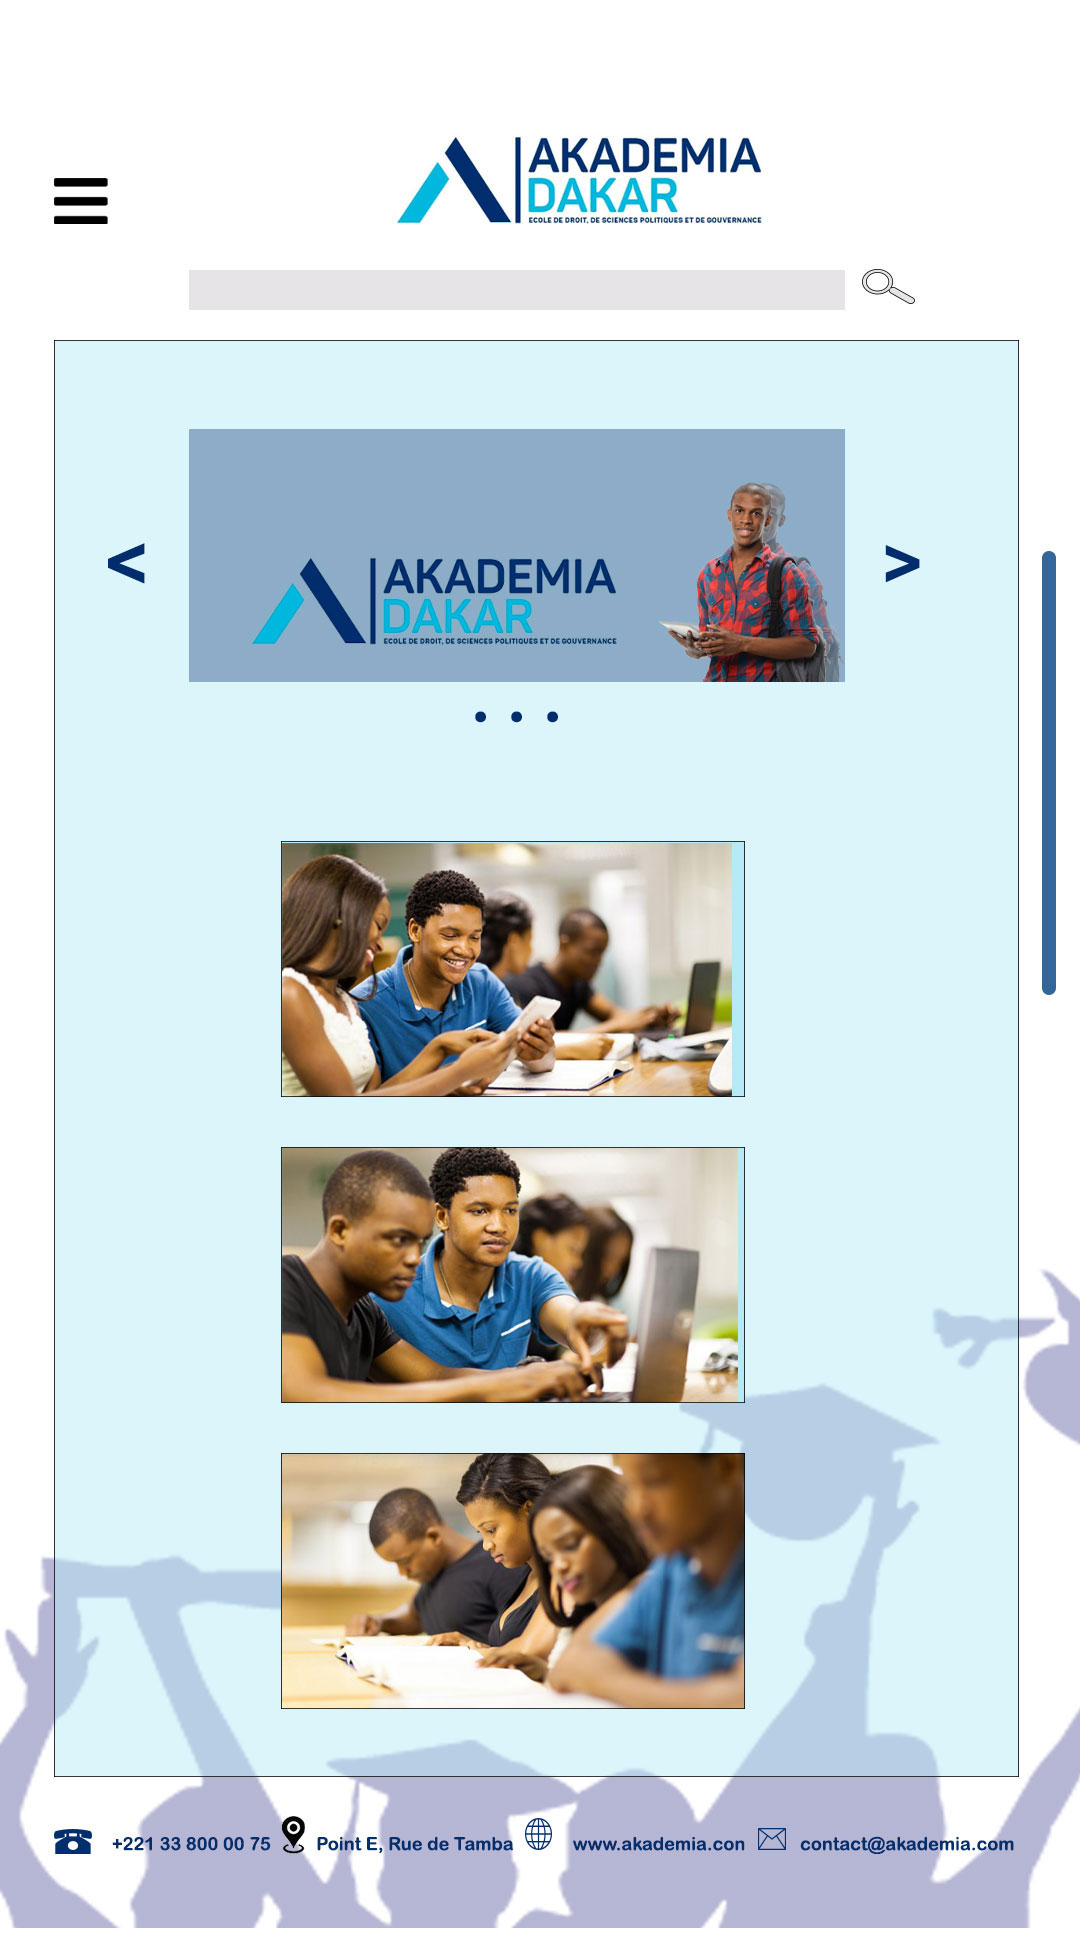 AKADEMIA
DAKAR
ECOLE DE DROIT, DE SCIENCES POLITIQUES ET DE GOUVERNANCE
<
>
AKADEMIA
DAKAR
ECOLE DE DROIT, DE SCIENCES POLITIQUES ET DE GOUVERNANCE
+221 33 800 00 75 Point E, Rue de Tamba www.akademia.con contact@akademia.com